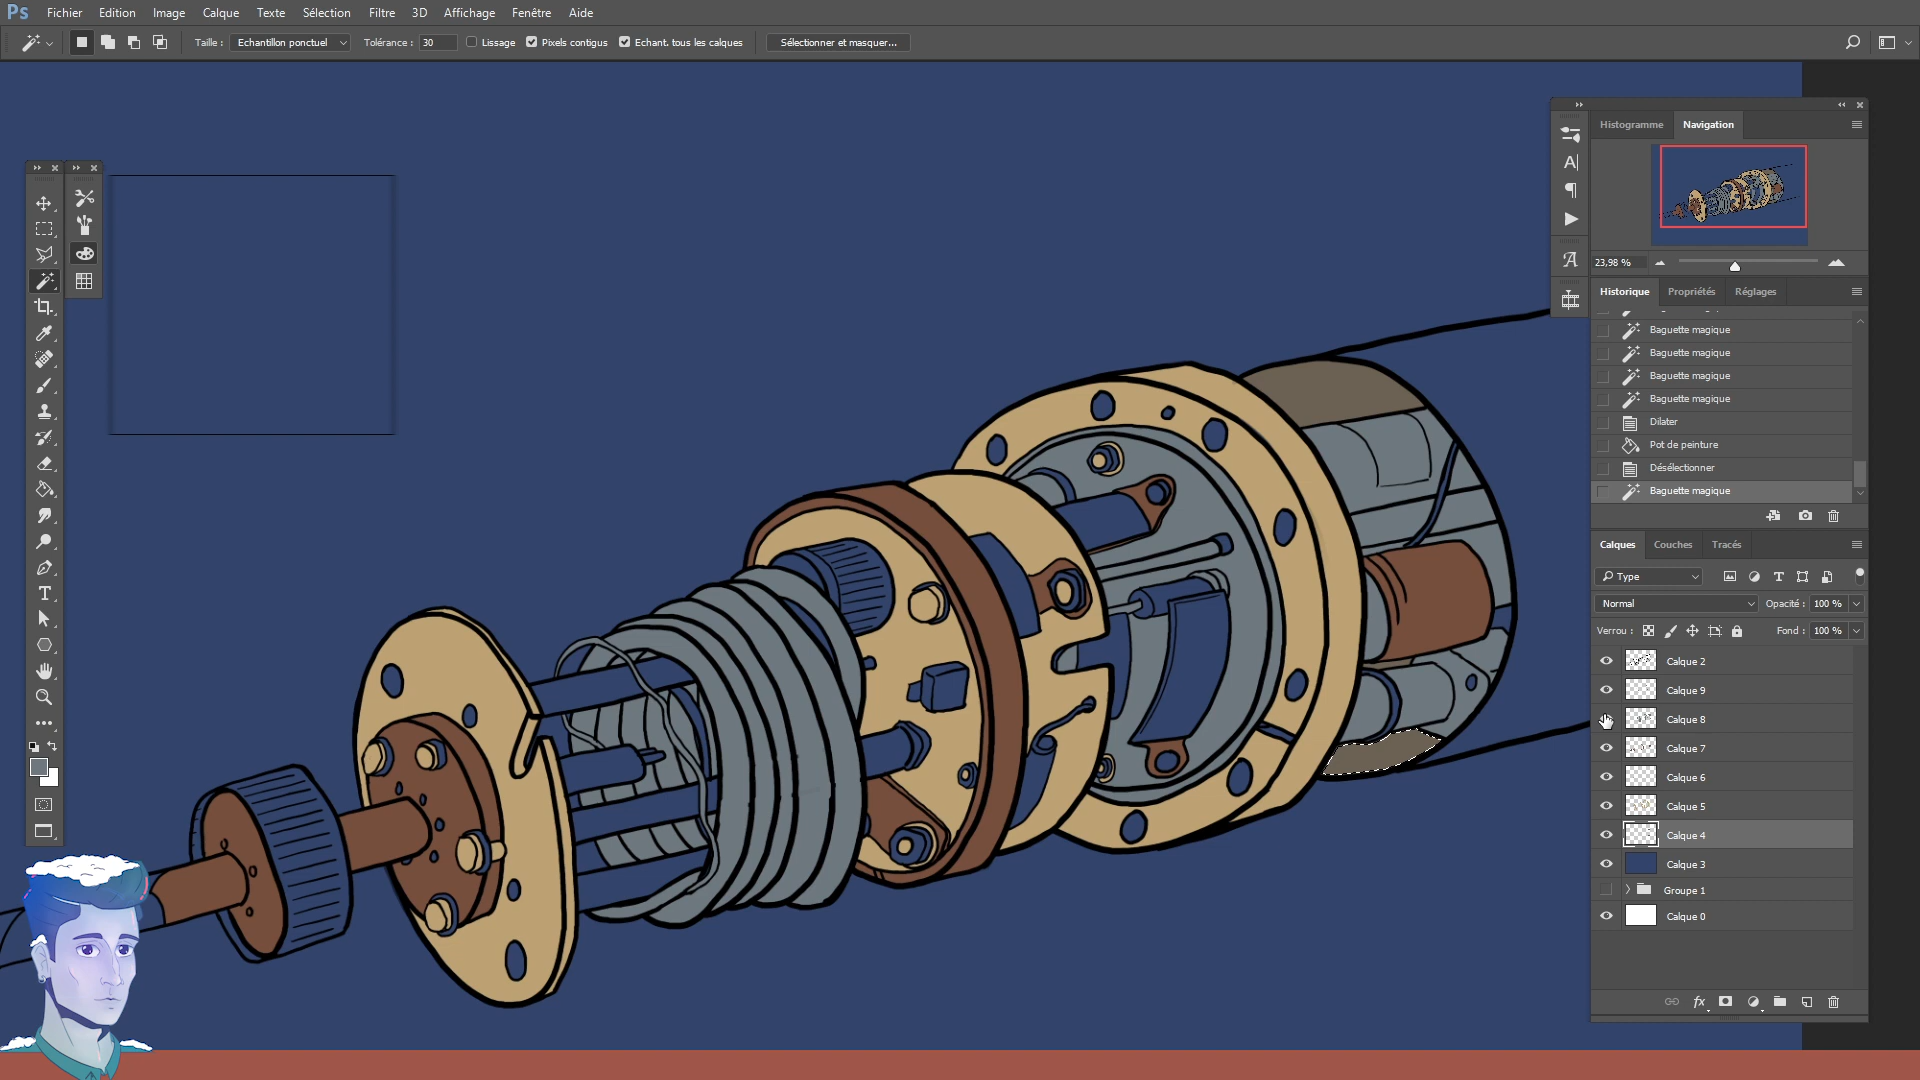 Ps Fichier Edition Image Calque Texte Sélection Filtre 3D Affichage Fenêtre Aide
Taille : Echantillon ponctuel Tolérance : 30 Lissage Pixels contigus Echant. tous les calques Sélectionner et masquer...
Histogramme Navigation
23,98 %
Historique Propriétés Réglages
Baguette magique
Baguette magique
Baguette magique
Baguette magique
Dilater
Pot de peinture
Désélectionner
Baguette magique
Calques Couches Tracés
Type
Normal Opacité : 100 %
Verrou : Fond : 100 %
Calque 2
Calque 9
Calque 8
Calque 7
Calque 6
Calque 5
Calque 4
Calque 3
Groupe 1
Calque 0
fx